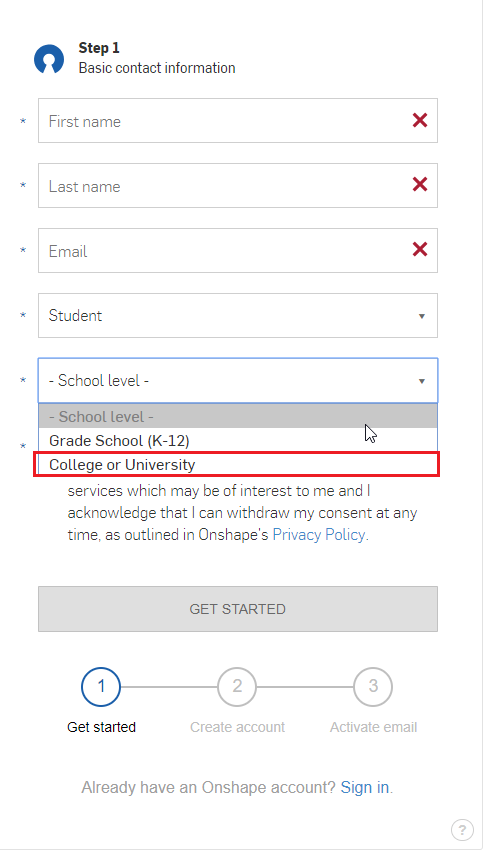 Step 1
Basic contact information
* First name
* Last name
* Email
* Student
* - School level -
- School level -
Grade School (K-12)
*
College or University
services which may be of interest to me and I
acknowledge that I can withdraw my consent at any
time, as outlined in Onshape's Privacy Policy.
GET STARTED
1 2 3
Get started Create account Activate email
Already have an Onshape account? Sign in.
?